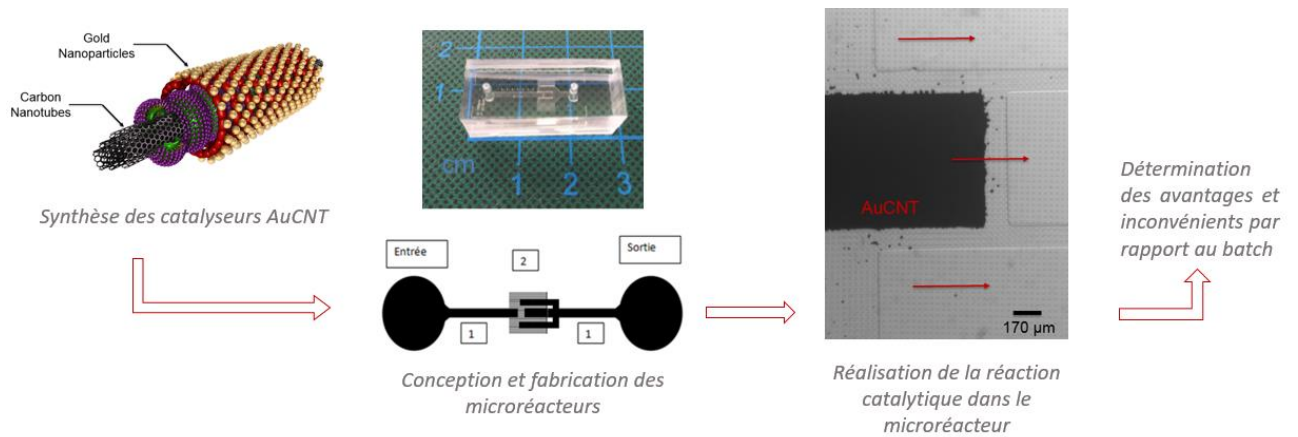 Gold
Nanoparticles
Carbon
Nanotubes
Synthèse des catalyseurs AuCNT
2
1
cm
1
2
3
Entrée
2
Sortie
1
1
Conception et fabrication des
microréacteurs
AuCNT
170 µm
Réalisation de la réaction
catalytique dans le
microréacteur
Détermination
des avantages et
inconvénients par
rapport au batch